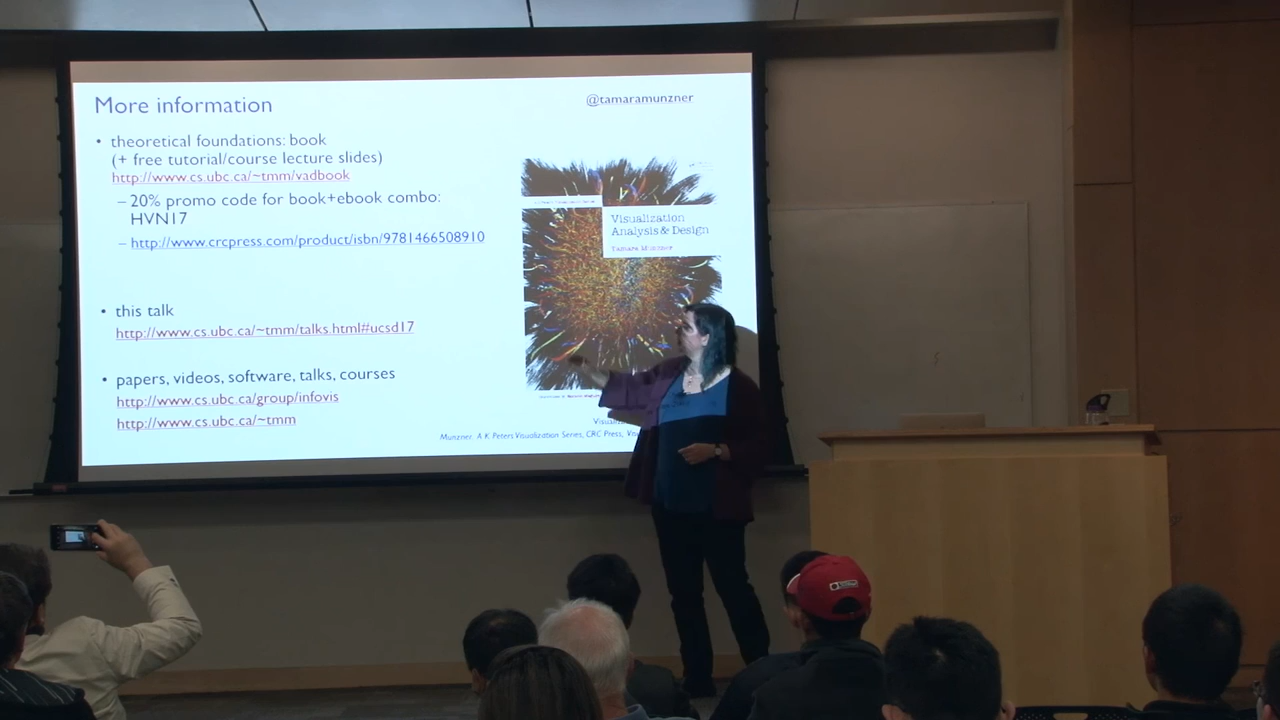 More information
@tamaramunzner
• theoretical foundations: book
(+ free tutorial/course lecture slides)
http://www.cs.ubc.ca/~tmm/vadbook
– 20% promo code for book+ebook combo:
HVN17
– http://www.crcpress.com/product/isbn/9781466508910
• this talk
http://www.cs.ubc.ca/~tmm/talks.html#ucsd17
• papers, videos, software, talks, courses
http://www.cs.ubc.ca/group/infovis
http://www.cs.ubc.ca/~tmm
Visualization
Analysis & Design
Tamara Munzner
Munzner. A K Peters Visualization Series, CRC Press,